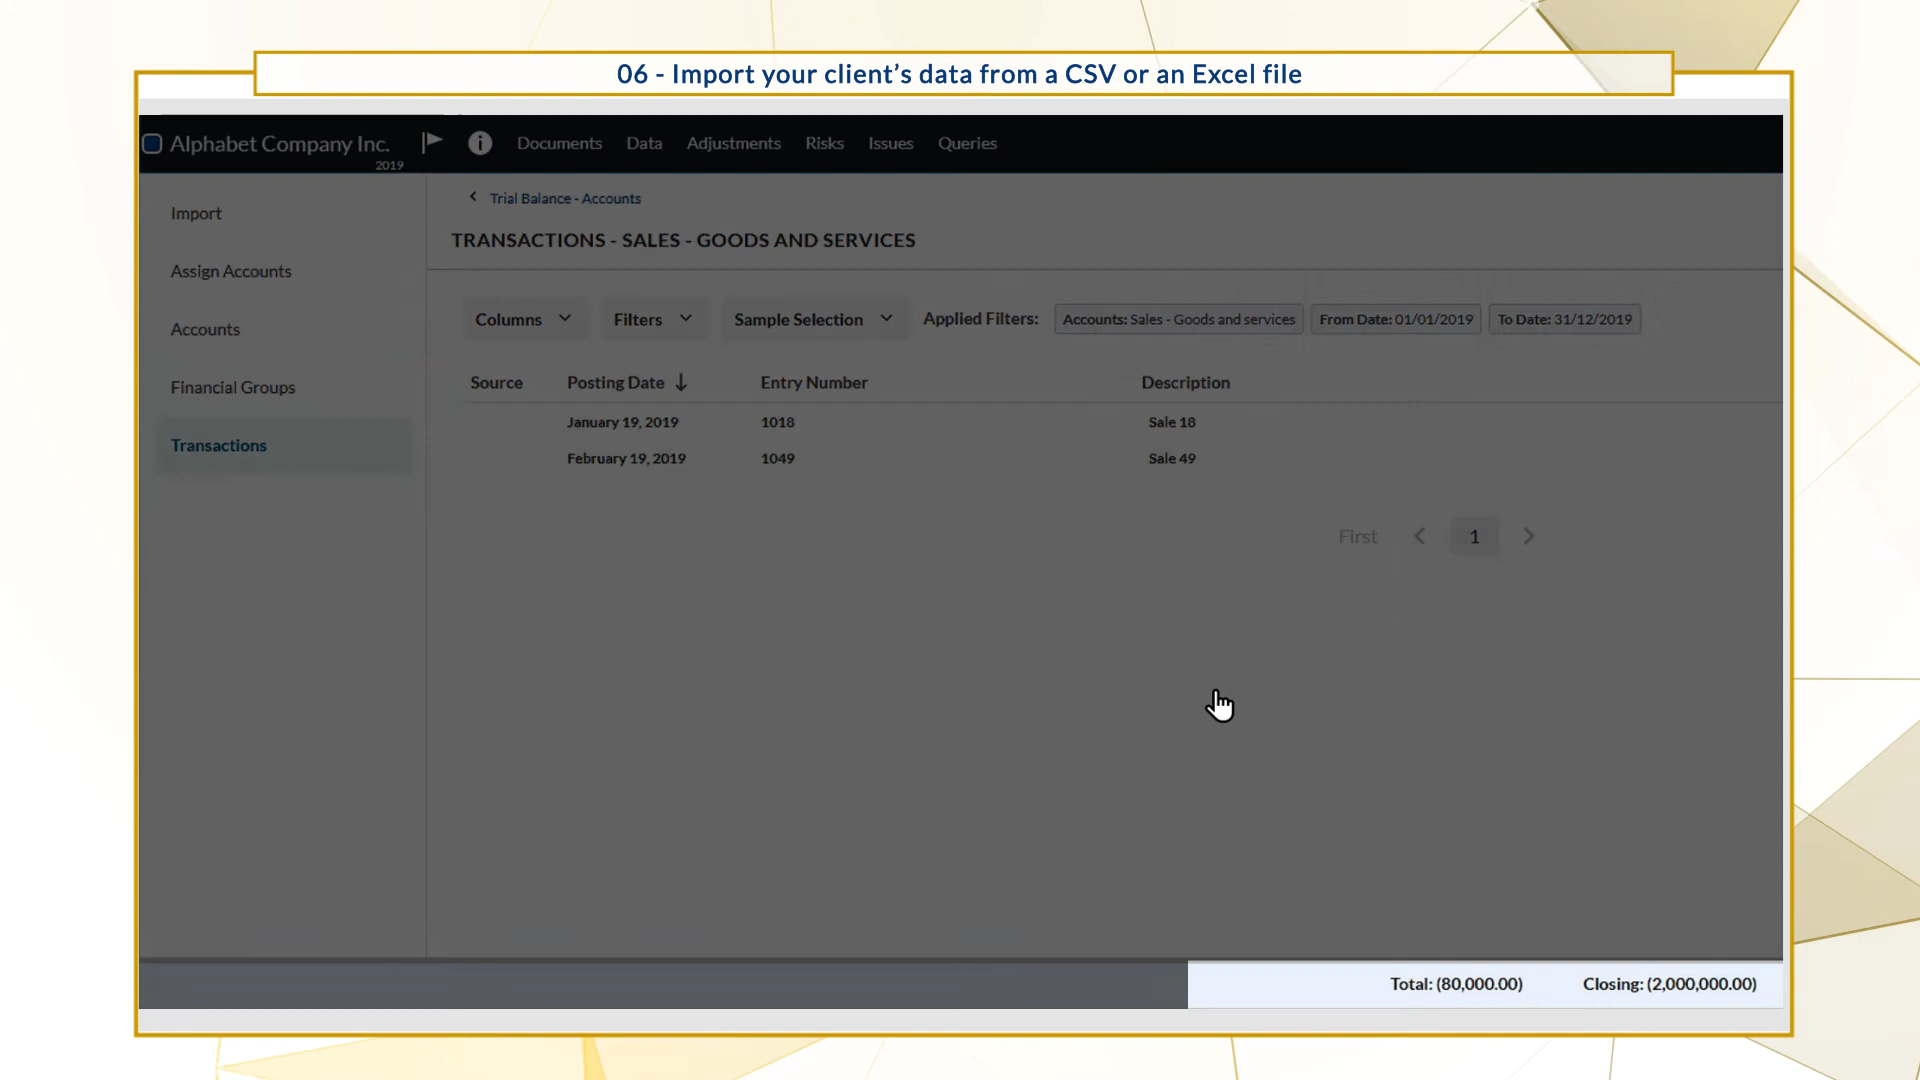 06 - Import your client's data from a CSV or an Excel file
Alphabet Company Inc.
2019
i
Documents Data Adjustments Risks Issues Queries
Import
Assign Accounts
Accounts
Financial Groups
Transactions
Trial Balance - Accounts
TRANSACTIONS - SALES - GOODS AND SERVICES
Columns Filters Sample Selection Applied Filters: Accounts: Sales - Goods and services From Date: 01/01/2019 To Date: 31/12/2019
Source Posting Date Entry Number Description
January 19, 2019 1018 Sale 18
February 19, 2019 1049 Sale 49
First 1
Total: (80,000.00) Closing: (2,000,000.00)